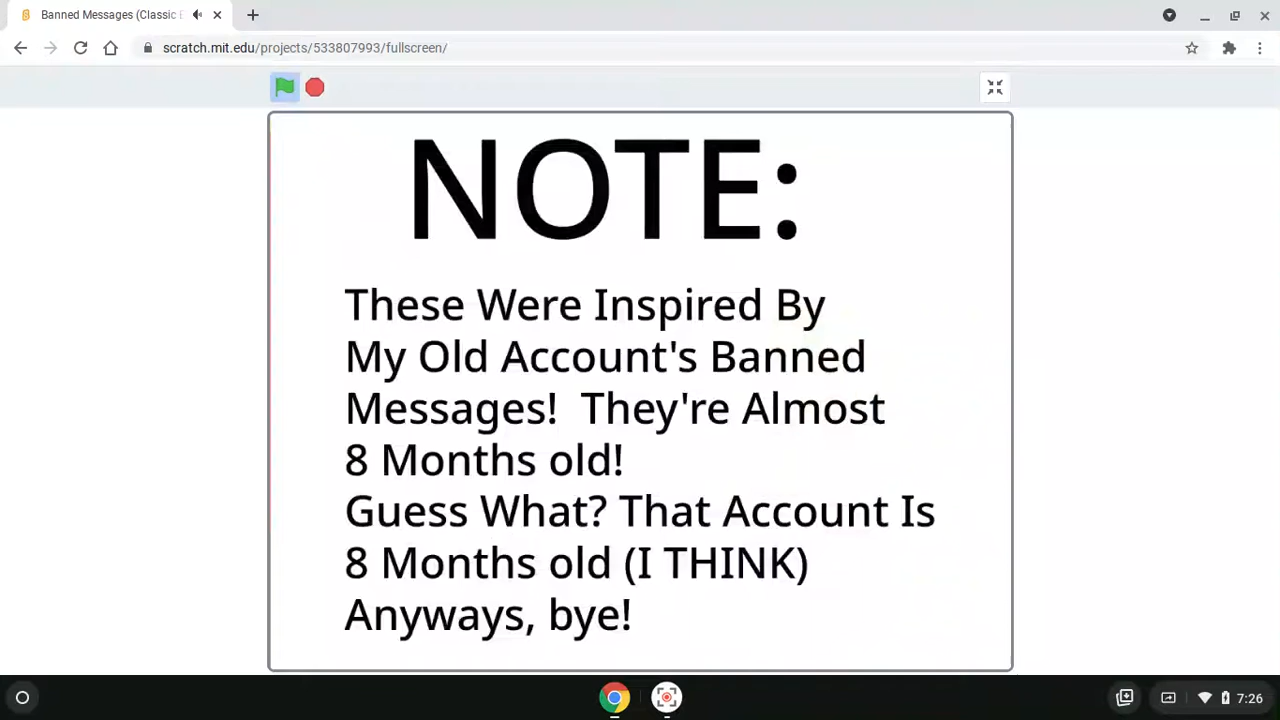 Banned Messages (Classic E
scratch.mit.edu/projects/533807993/fullscreen/
NOTE:
These Were Inspired By
My Old Account's Banned
Messages!  They're Almost
8 Months old!
Guess What? That Account Is
8 Months old (I THINK)
Anyways, bye!
7:26